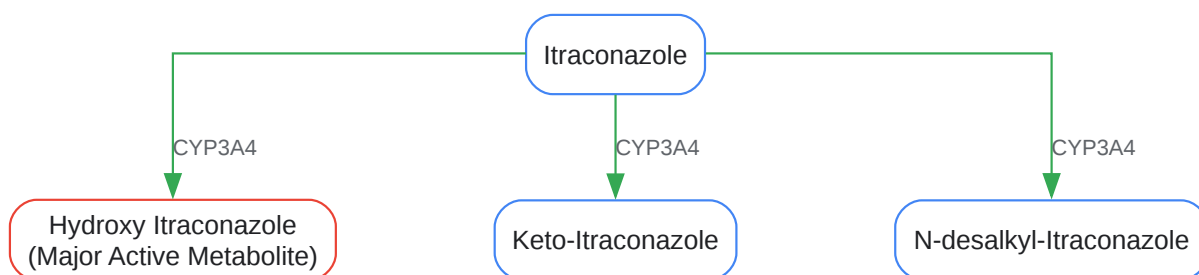 Itraconazole
CYP3A4
CYP3A4
CYP3A4
Hydroxy Itraconazole
(Major Active Metabolite)
Keto-Itraconazole
N-desalkyl-Itraconazole